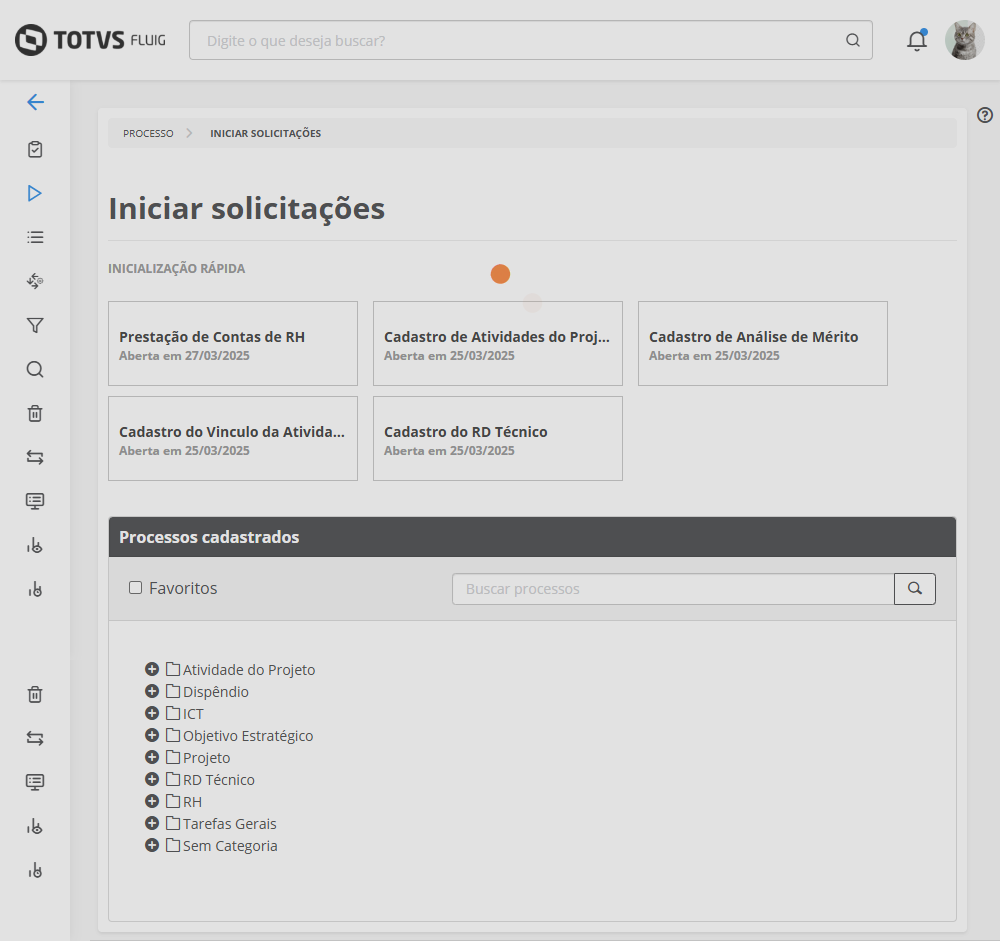 TOTVS FLUIG
Digite o que deseja buscar?
PROCESSO
INICIAR SOLICITAÇÕES
Iniciar solicitações
INICIALIZAÇÃO RÁPIDA
Prestação de Contas de RH
Aberta em 27/03/2025
Cadastro de Atividades do Proj...
Aberta em 25/03/2025
Cadastro de Análise de Mérito
Aberta em 25/03/2025
Cadastro do Vinculo da Ativida...
Aberta em 25/03/2025
Cadastro do RD Técnico
Aberta em 25/03/2025
Processos cadastrados
Favoritos
Buscar processos
Atividade do Projeto
Dispêndio
ICT
Objetivo Estratégico
Projeto
RD Técnico
RH
Tarefas Gerais
Sem Categoria